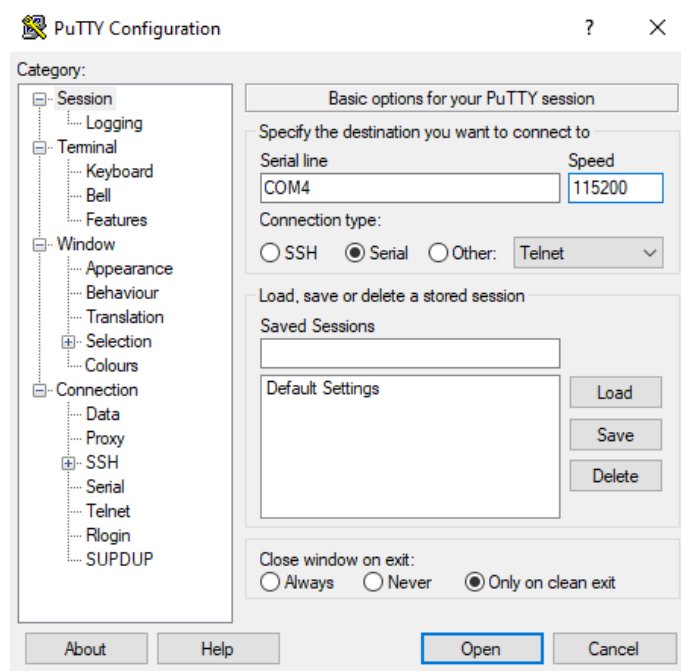 PuTTY Configuration
?
Category:
Session
Logging
Terminal
Keyboard
Bell
Features
Window
Appearance
Behaviour
Translation
Selection
Colours
Connection
Data
Proxy
SSH
Serial
Telnet
Rlogin
SUPDUP
Basic options for your PuTTY session
Specify the destination you want to connect to
Serial line Speed
COM4 115200
Connection type:
SSH Serial Other: Telnet
Load, save or delete a stored session
Saved Sessions
Default Settings
Load
Save
Delete
Close window on exit:
Always Never Only on clean exit
About Help Open Cancel